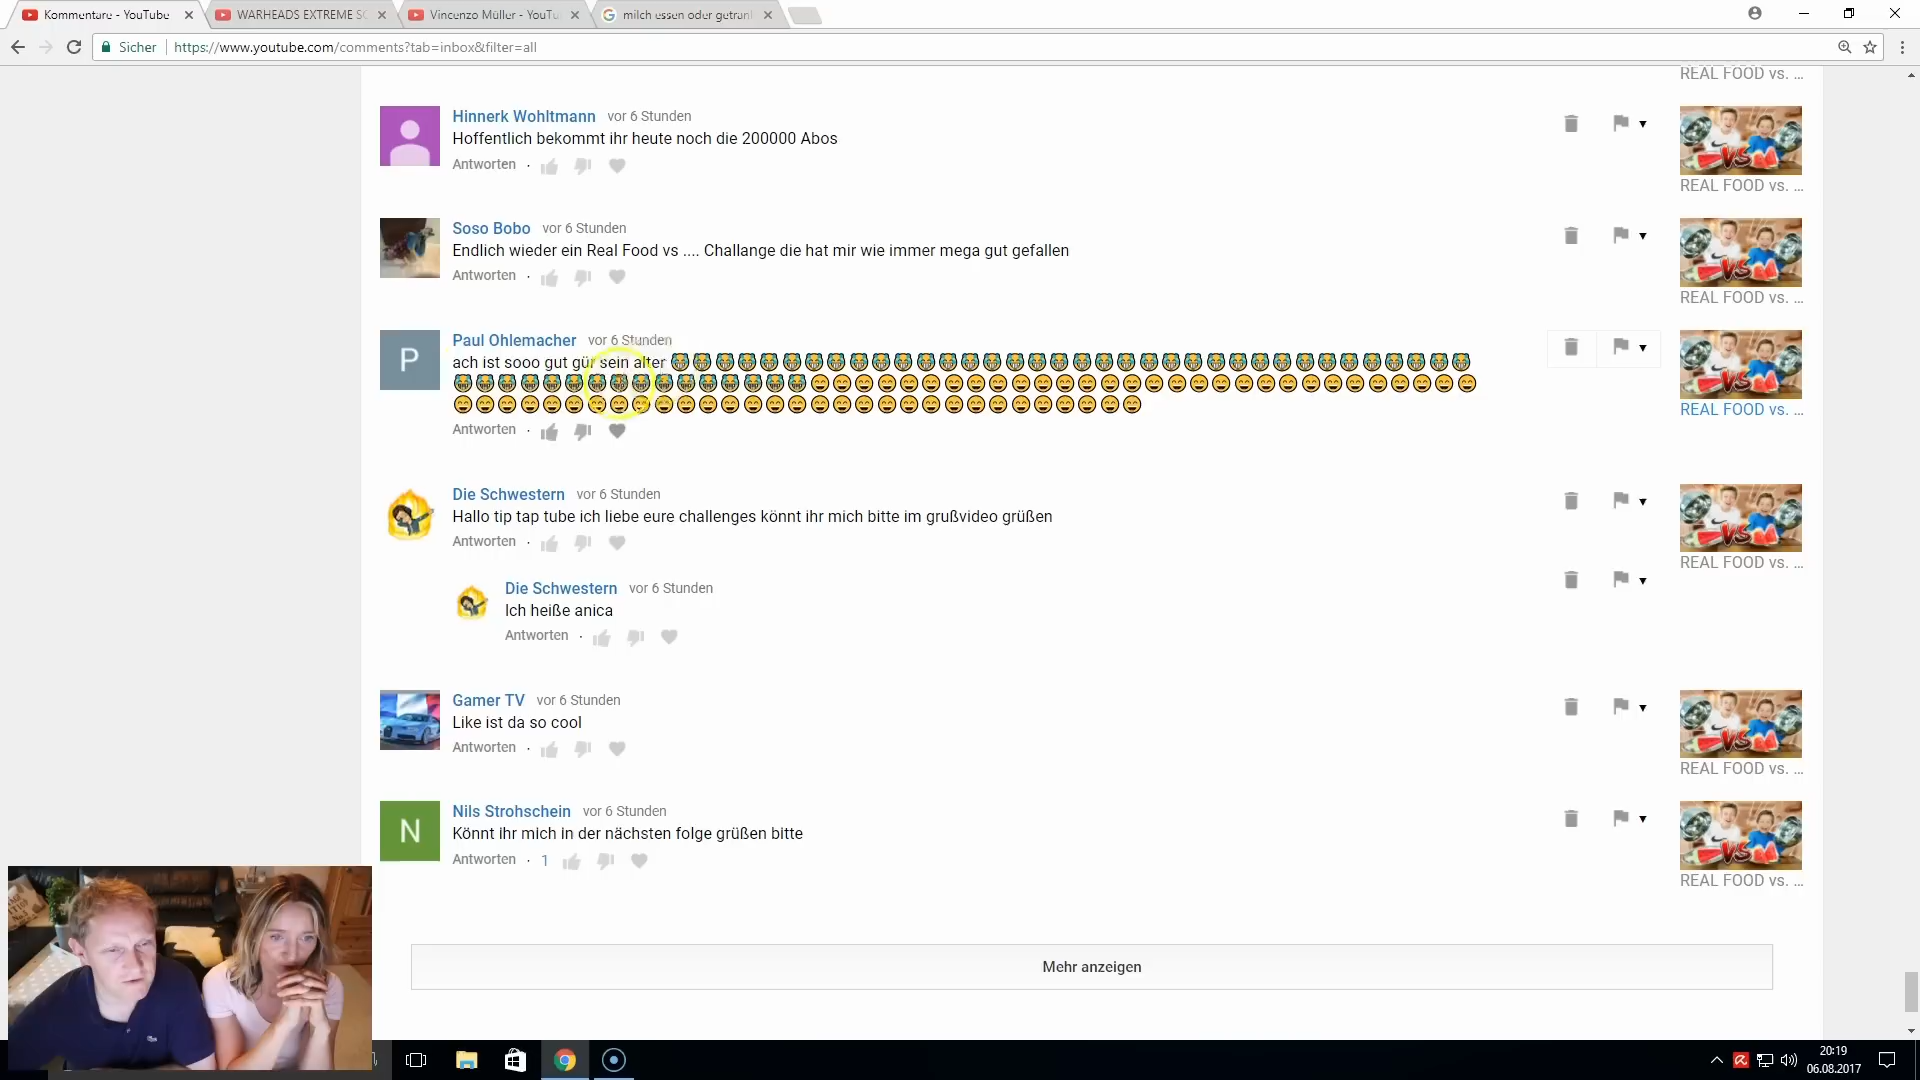 Kommentare - YouTube
WARHEADS EXTREME SO
Vincenzo Müller - YouTu
milch essen oder getran
Sicher
https://www.youtube.com/comments?tab=inbox&filter=all
REAL FOOD vs. ...
Hinnerk Wohltmann vor 6 Stunden
Hoffentlich bekommt ihr heute noch die 200000 Abos
Antworten ·
REAL FOOD vs. ...
Soso Bobo vor 6 Stunden
Endlich wieder ein Real Food vs .... Challange die hat mir wie immer mega gut gefallen
Antworten ·
REAL FOOD vs. ...
P
Paul Ohlemacher vor 6 Stunden
ach ist sooo gut gür sein alter
Antworten ·
REAL FOOD vs. ...
Die Schwestern vor 6 Stunden
Hallo tip tap tube ich liebe eure challenges könnt ihr mich bitte im grußvideo grüßen
Antworten ·
REAL FOOD vs. ...
Die Schwestern vor 6 Stunden
Ich heiße anica
Antworten ·
Gamer TV vor 6 Stunden
Like ist da so cool
Antworten ·
REAL FOOD vs. ...
N
Nils Strohschein vor 6 Stunden
Könnt ihr mich in der nächsten folge grüßen bitte
Antworten · 1
REAL FOOD vs. ...
VS
VS
VS
VS
VS
VS
Mehr anzeigen
20:19
06.08.2017